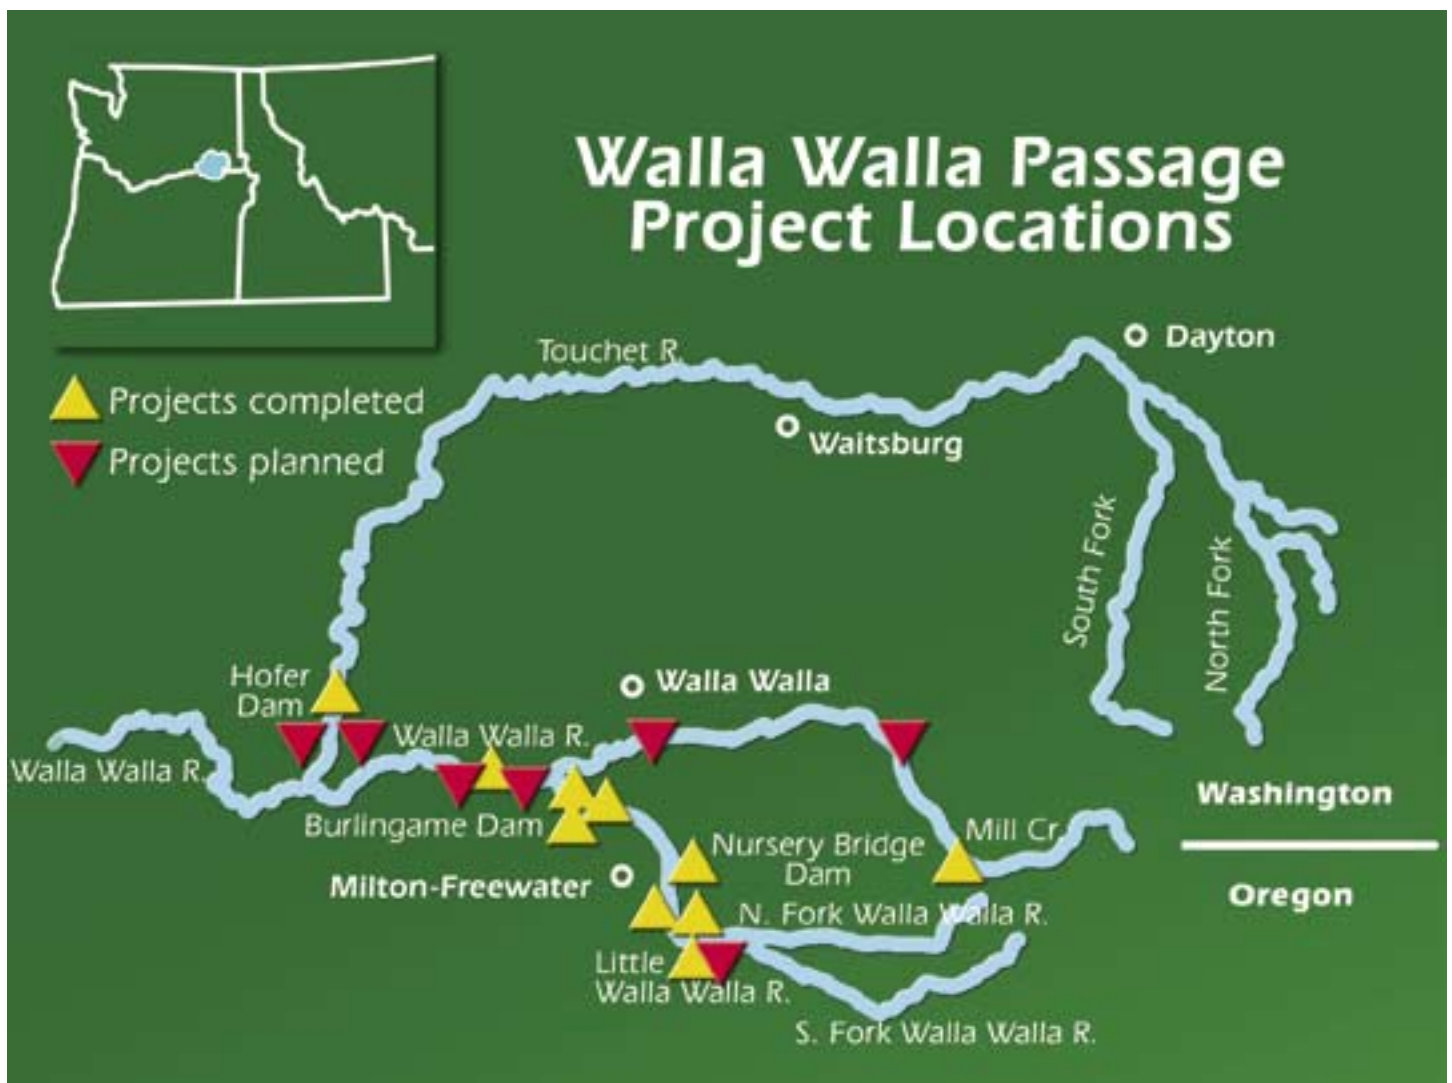 Walla Walla Passage
Project Locations
Touchet R.
Dayton
Projects completed
Waitsburg
Projects planned
South Fork
North Fork
Hofer
Dam
Walla Walla
Walla Walla R.
Walla Walla R.
Washington
Burlingame Dam
Mill Cr.
Nursery Bridge
Dam
Milton-Freewater
Oregon
N. Fork Walla Walla R.
Little
Walla Walla R.
S. Fork Walla Walla R.